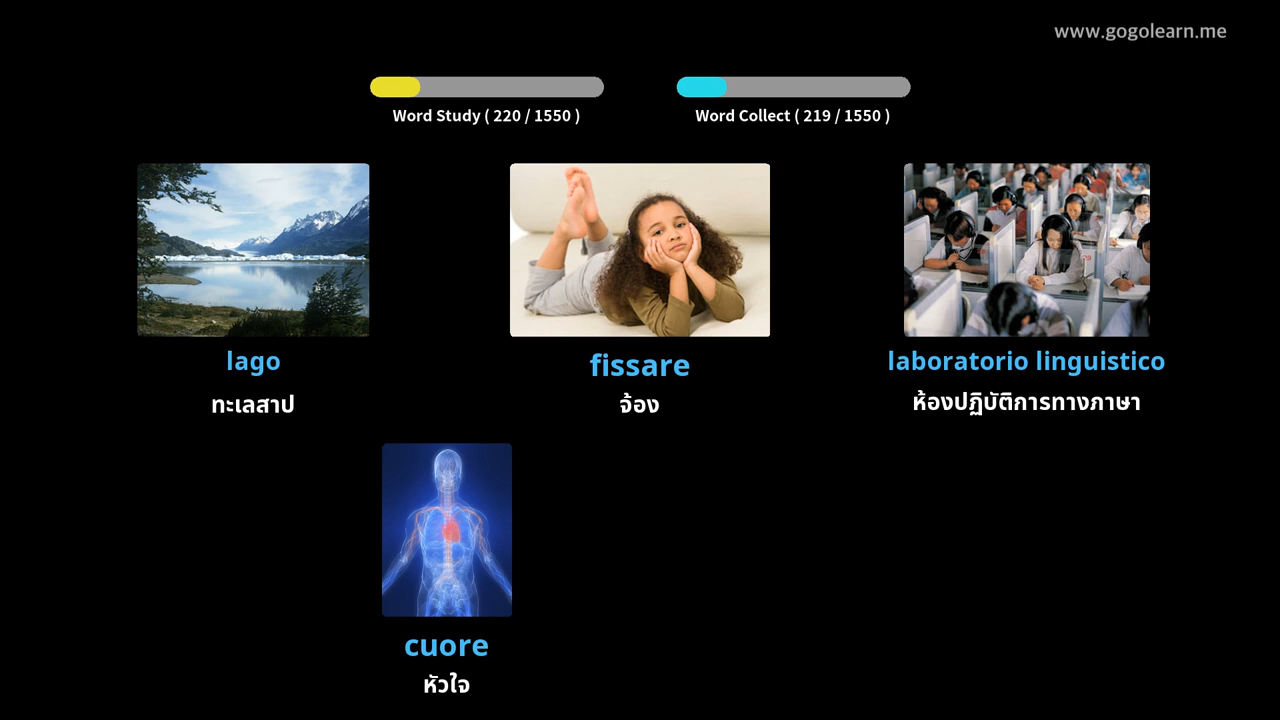 www.gogolearn.me
Word Study ( 220 / 1550 )
Word Collect ( 219 / 1550 )
lago
ทะเลสาป
fissare
จ้อง
laboratorio linguistico
ห้องปฏิบัติการทางภาษา
cuore
หัวใจ